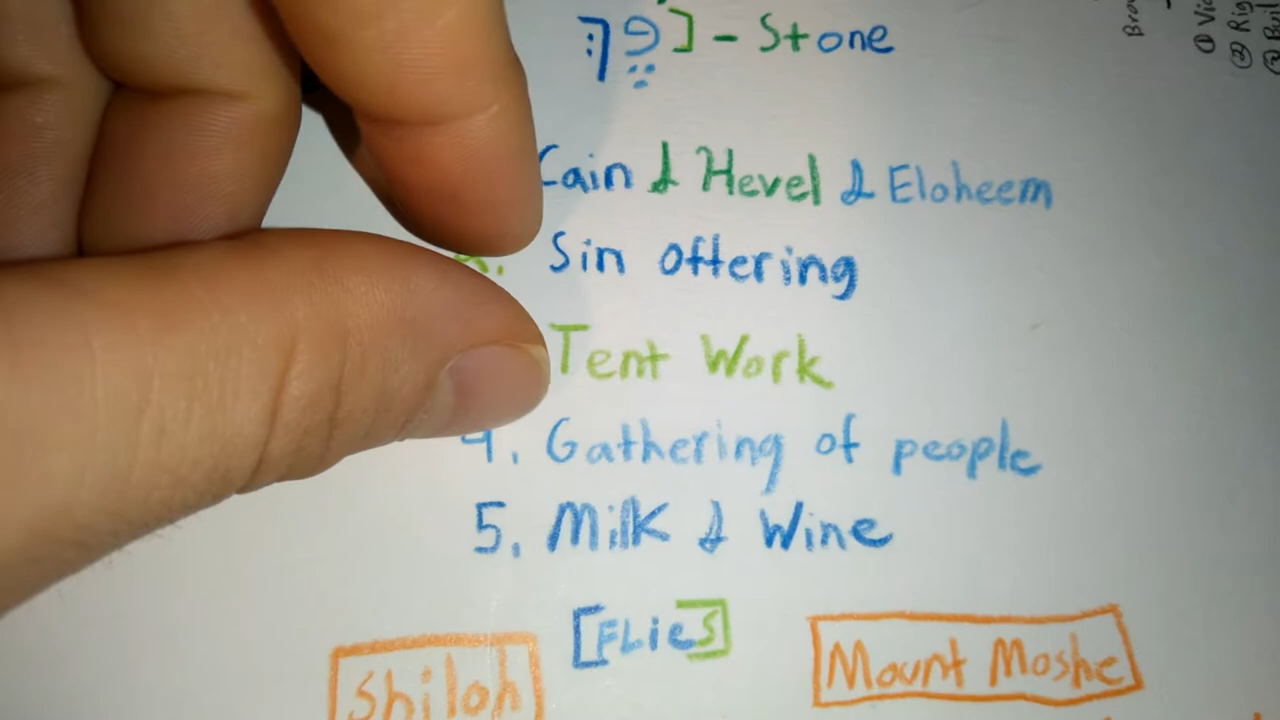 - Stone
Cain & Hevel & Eloheem
Sin offering
Tent Work
4. Gathering of people
5. Milk & Wine
[FLies]
Shiloh
Mount Moshe